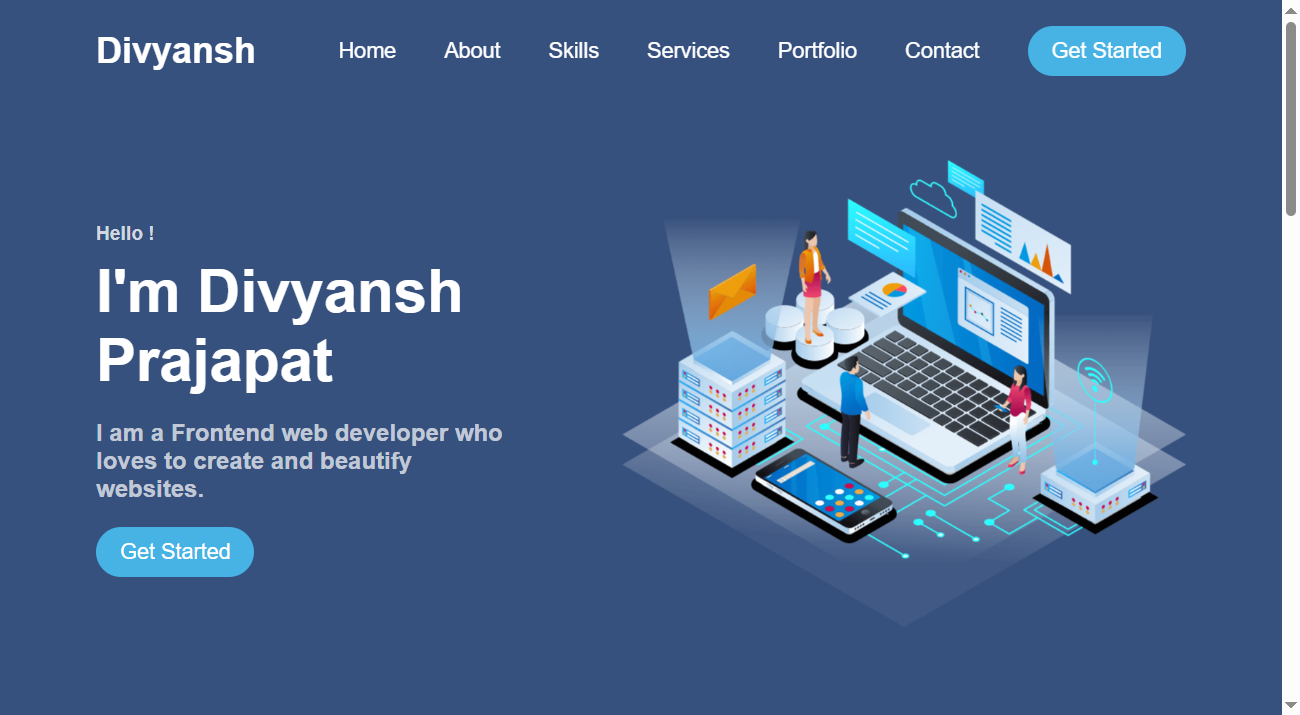 Divyansh
Home About Skills Services Portfolio Contact Get Started
Hello !
I'm Divyansh
Prajapat
I am a Frontend web developer who
loves to create and beautify
websites.
Get Started